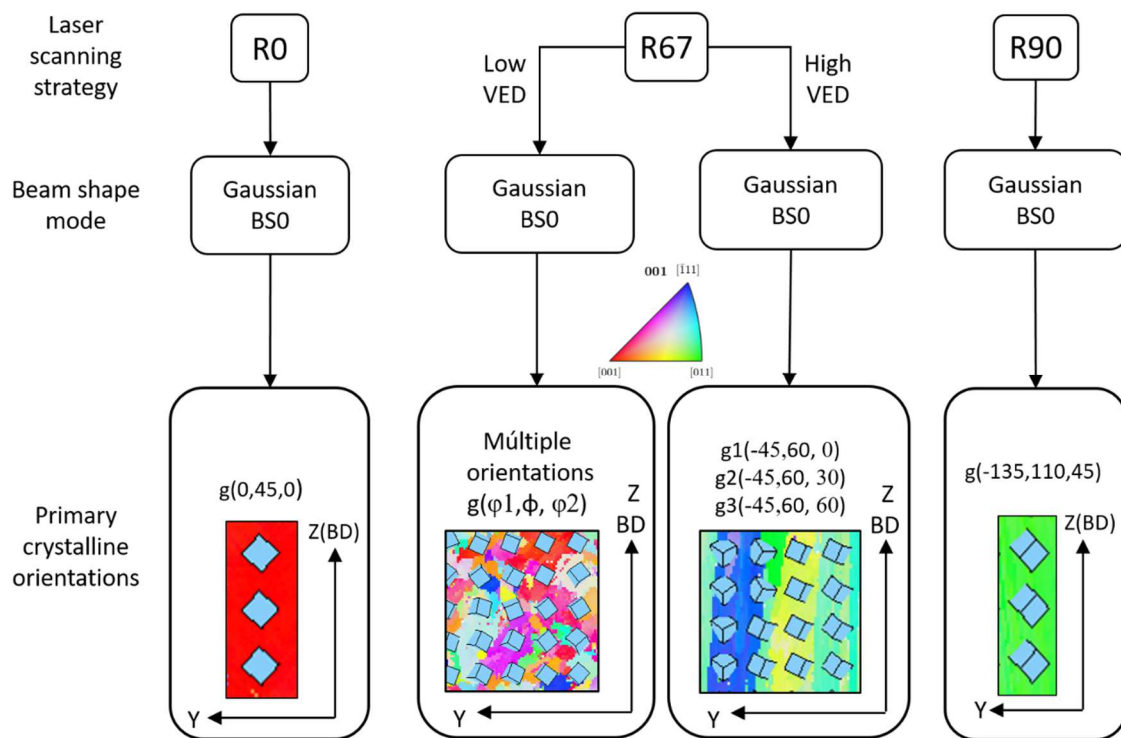 Laser
scanning
strategy
R0
R67
R90
Low
VED
High
VED
Beam shape
mode
Gaussian
BS0
Gaussian
BS0
Gaussian
BS0
Gaussian
BS0
001 [1̄11]
[001] [011]
Primary
crystalline
orientations
g(0,45,0)
Z(BD)
Y
Múltiple
orientations
g(φ1,ϕ, φ2)
Z
BD
Y
g1(-45,60, 0)
g2(-45,60, 30)
g3(-45,60, 60)
Z
BD
Y
g(-135,110,45)
Z(BD)
Y